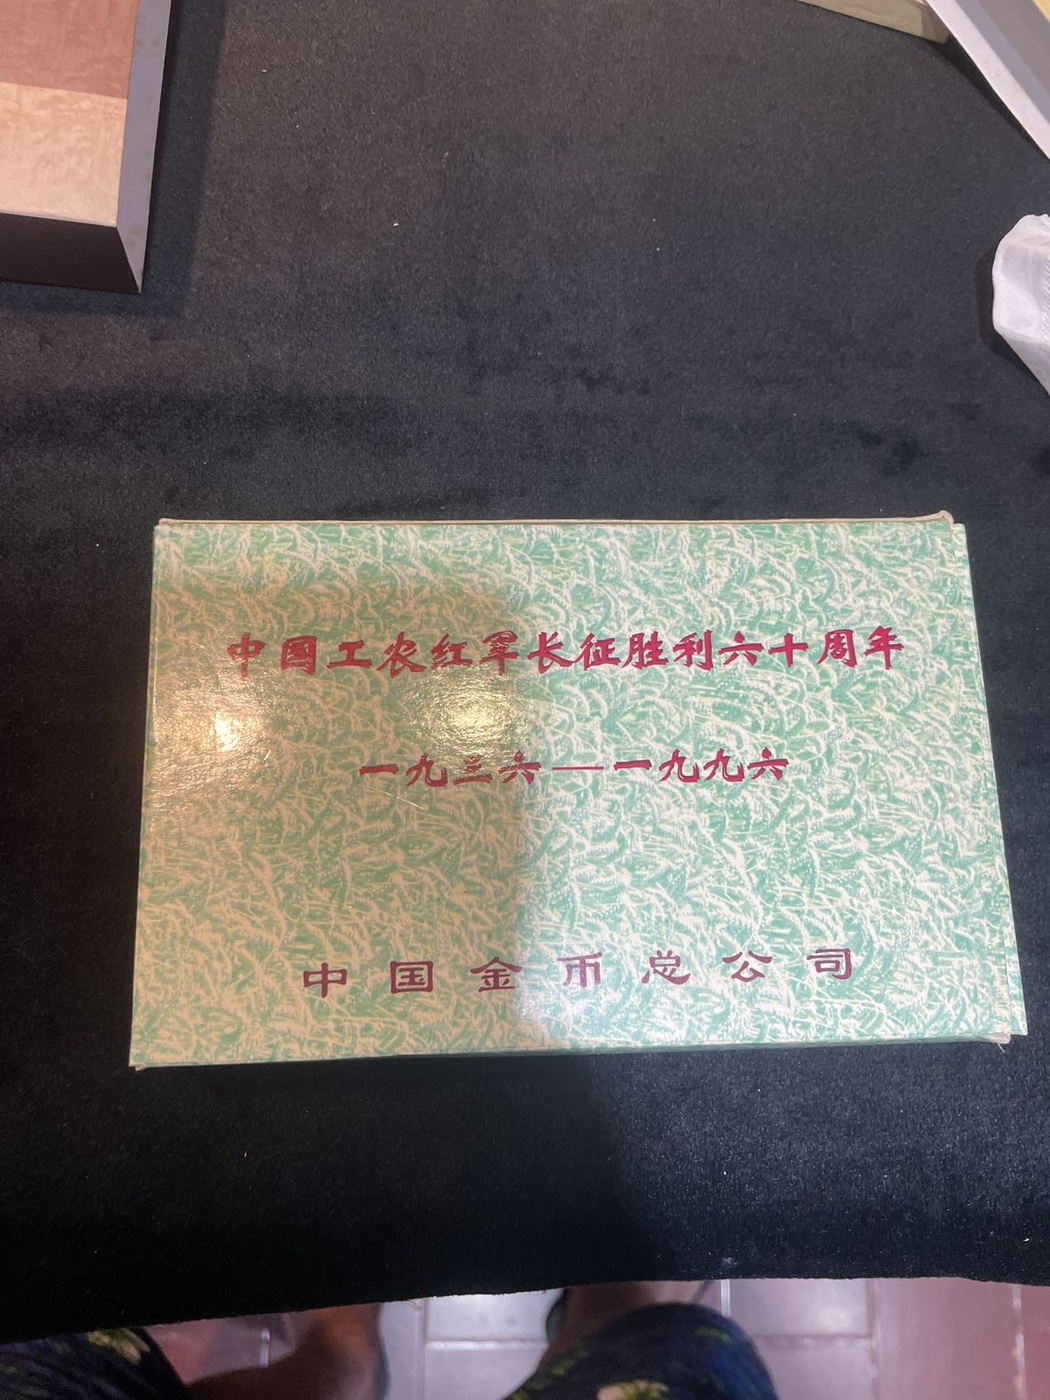 中国工农红军长征胜利六十周年
一九三六—一九九六
中国金币总公司